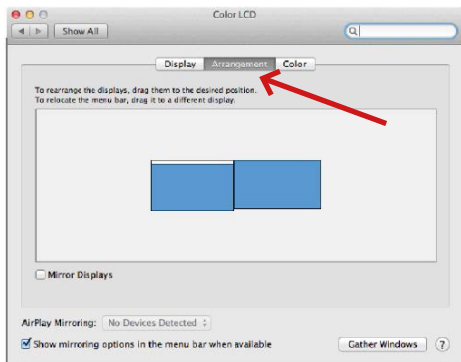 Color LCD
Show All
Display Arrangement Color
To rearrange the displays, drag them to the desired position.
To relocate the menu bar, drag it to a different display.
Mirror Displays
AirPlay Mirroring: No Devices Detected
Show mirroring options in the menu bar when available Gather Windows ?